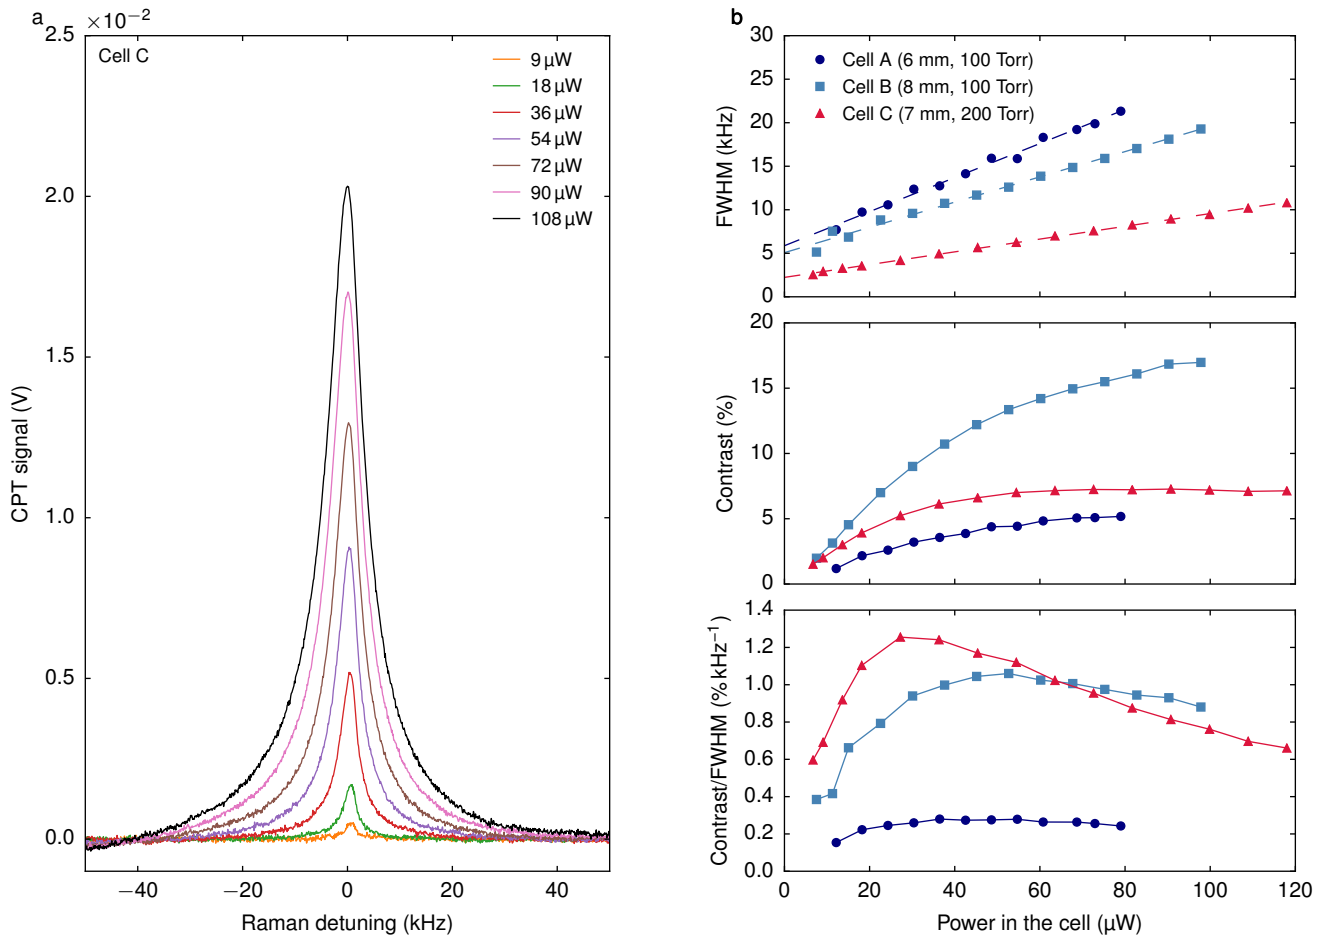 a
×10−2
2.5
2.0
1.5
1.0
0.5
0.0
CPT signal (V)
Cell C
9 µW
18 µW
36 µW
54 µW
72 µW
90 µW
108 µW
−40
−20
0
20
40
Raman detuning (kHz)
b
30
25
20
15
10
5
0
FWHM (kHz)
Cell A (6 mm, 100 Torr)
Cell B (8 mm, 100 Torr)
Cell C (7 mm, 200 Torr)
20
15
10
5
0
Contrast (%)
1.4
1.2
1.0
0.8
0.6
0.4
0.2
0.0
Contrast/FWHM (% kHz−1)
0
20
40
60
80
100
120
Power in the cell (µW)